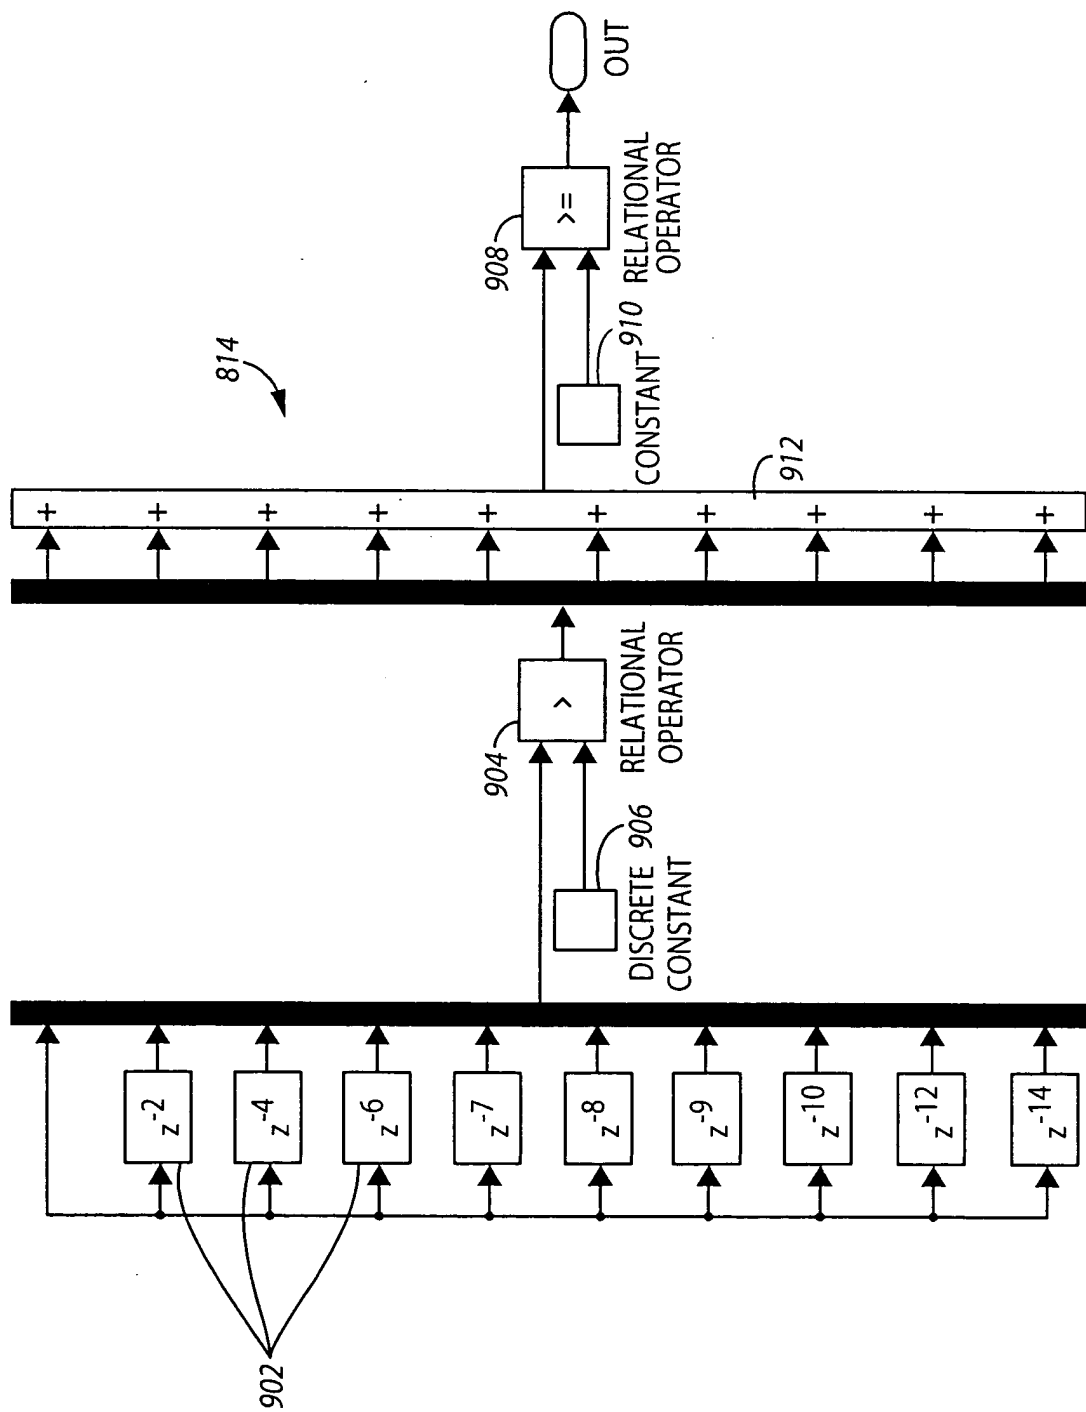 +
z-2
+
814
902
z-4
+
z-6
+
z-7
+
904
908
z-8
>
+
>=
OUT
906
DISCRETE
CONSTANT
RELATIONAL
OPERATOR
910
CONSTANT
RELATIONAL
OPERATOR
z-9
+
z-10
+
912
z-12
+
z-14
+